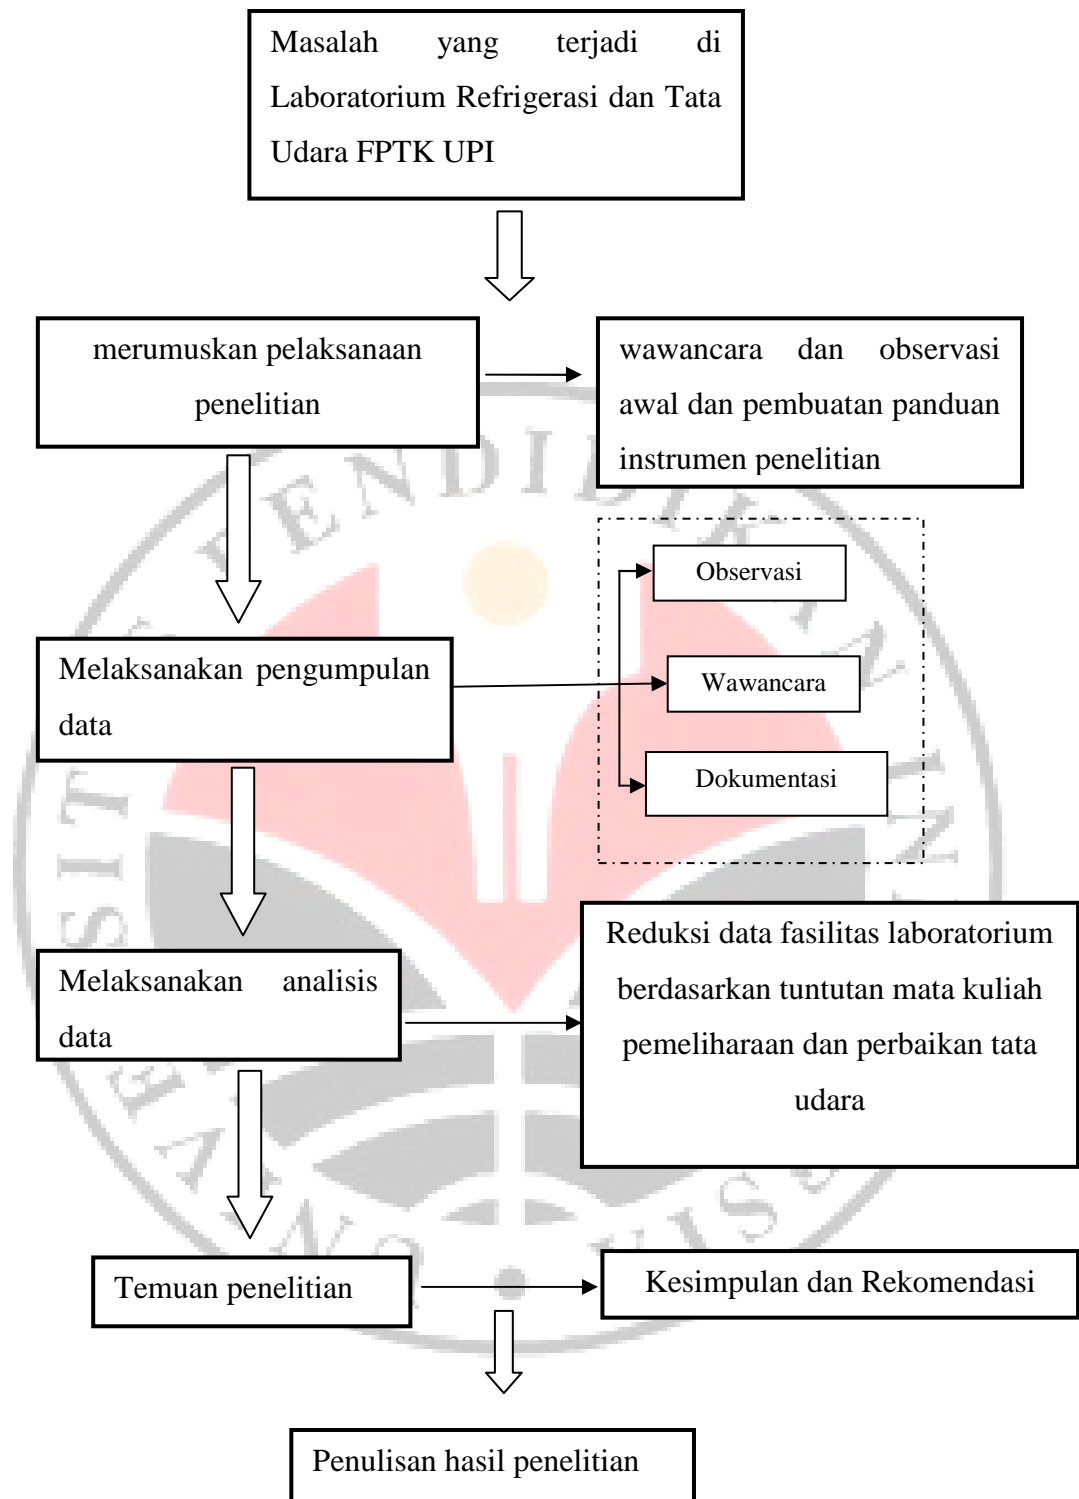 Masalah yang terjadi di
Laboratorium Refrigerasi dan Tata
Udara FPTK UPI
merumuskan pelaksanaan
penelitian
wawancara dan observasi
awal dan pembuatan panduan
instrumen penelitian
Observasi
Melaksanakan pengumpulan
data
Wawancara
Dokumentasi
Melaksanakan analisis
data
Reduksi data fasilitas laboratorium
berdasarkan tuntutan mata kuliah
pemeliharaan dan perbaikan tata
udara
Temuan penelitian
Kesimpulan dan Rekomendasi
Penulisan hasil penelitian